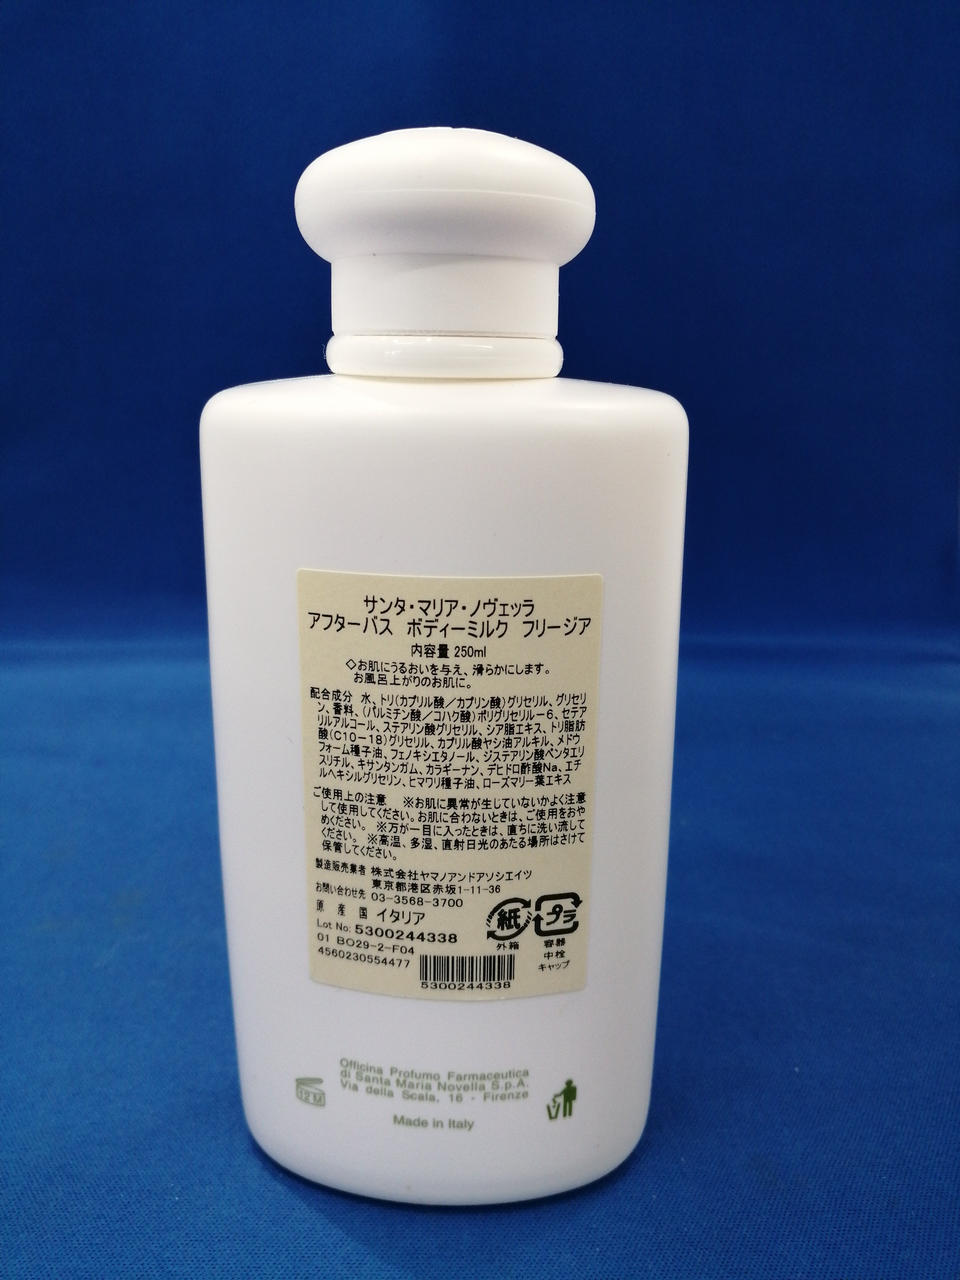 サンタ・マリア・ノヴェッラ
アフターバス ボディーミルク フリージア
内容量 250ml
◇お肌にうるおいを与え、滑らかにします。
お風呂上がりのお肌に。
配合成分 水、トリ(カプリル酸/カプリン酸)グリセリル、グリセリ
ン、香料、(パルミチン酸/コハク酸)ポリグリセリル-6、セテア
リルアルコール、ステアリン酸グリセリル、シア脂エキス、トリ脂肪
酸(C10-18)グリセリル、カプリル酸ヤシ油アルキル、メドウ
フォーム種子油、フェノキシエタノール、ジステアリン酸ペンタエリ
スリチル、キサンタンガム、カラギーナン、デヒドロ酢酸Na、エチ
ルヘキシルグリセリン、ヒマワリ種子油、ローズマリー葉エキス
ご使用上の注意 ※お肌に異常が生じていないかよく注意
して使用してください。お肌に合わないときは、ご使用をおや
めください。 ※万が一目に入ったときは、直ちに洗い流して
ください。 ※高温、多湿、直射日光のあたる場所はさけて
保管してください。
製造販売業者 株式会社ヤマノアンドアソシエイツ
東京都港区赤坂1-11-36
お問い合わせ先 03-3568-3700
原産国 イタリア
Lot No: 5300244338
01 BO29-2-F04
4560230554477
5300244338
紙
外箱
プラ
容器
中栓
キャップ
Officina Profumo Farmaceutica
di Santa Maria Novella S.p.A.
Via della Scala, 16 - Firenze
12 M
Made in Italy